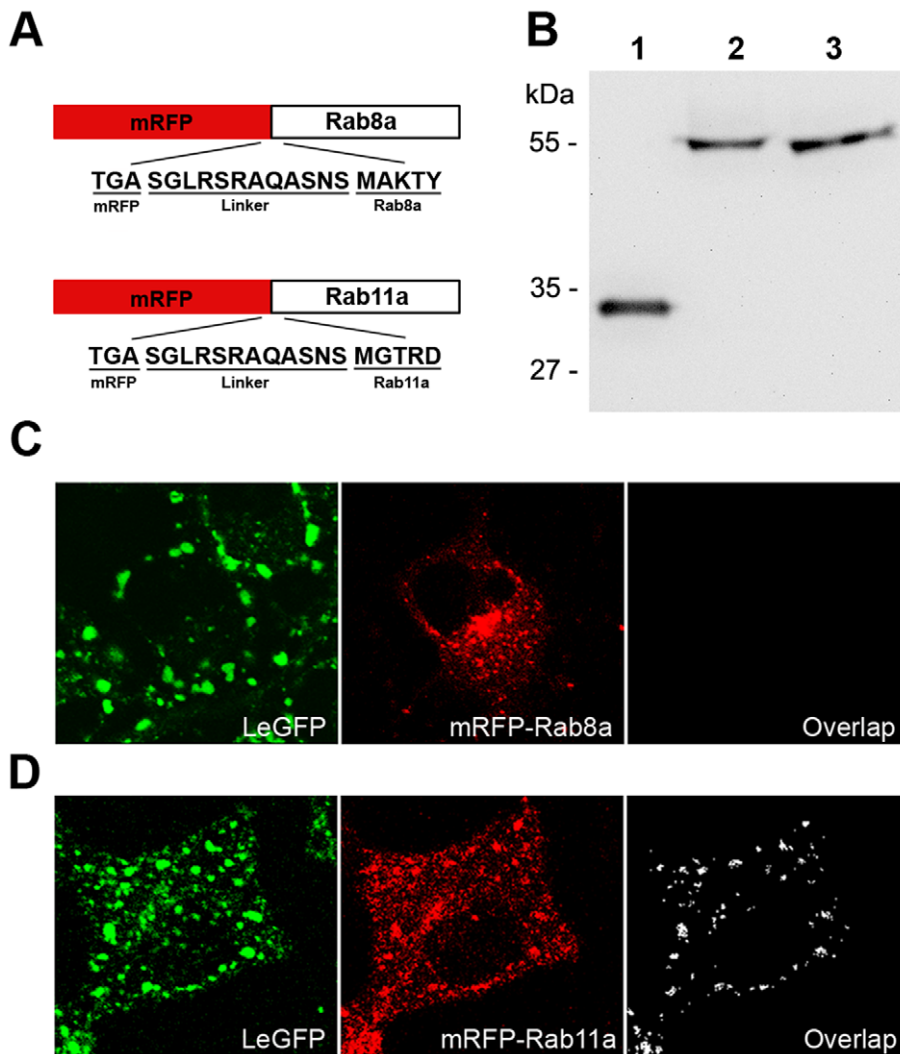 A
mRFP Rab8a
TGA SGLRSRAQASNS MAKTY
mRFP Linker Rab8a
mRFP Rab11a
TGA SGLRSRAQASNS MGTRD
mRFP Linker Rab11a
B
1 2 3
kDa
55 -
35 -
27 -
C
LeGFP mRFP-Rab8a Overlap
D
LeGFP mRFP-Rab11a Overlap